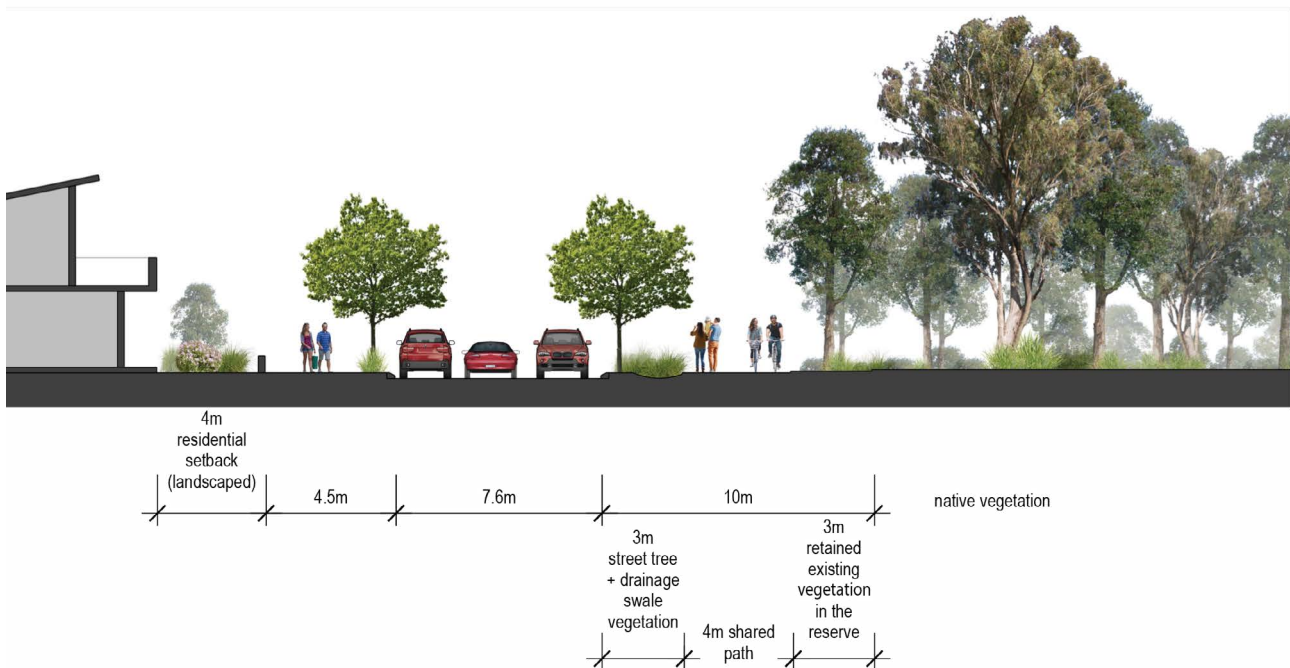 4m
residential
setback
(landscaped)
4.5m
7.6m
10m
native vegetation
3m
street tree
+ drainage
swale
vegetation
4m shared
path
3m
retained
existing
vegetation
in the
reserve